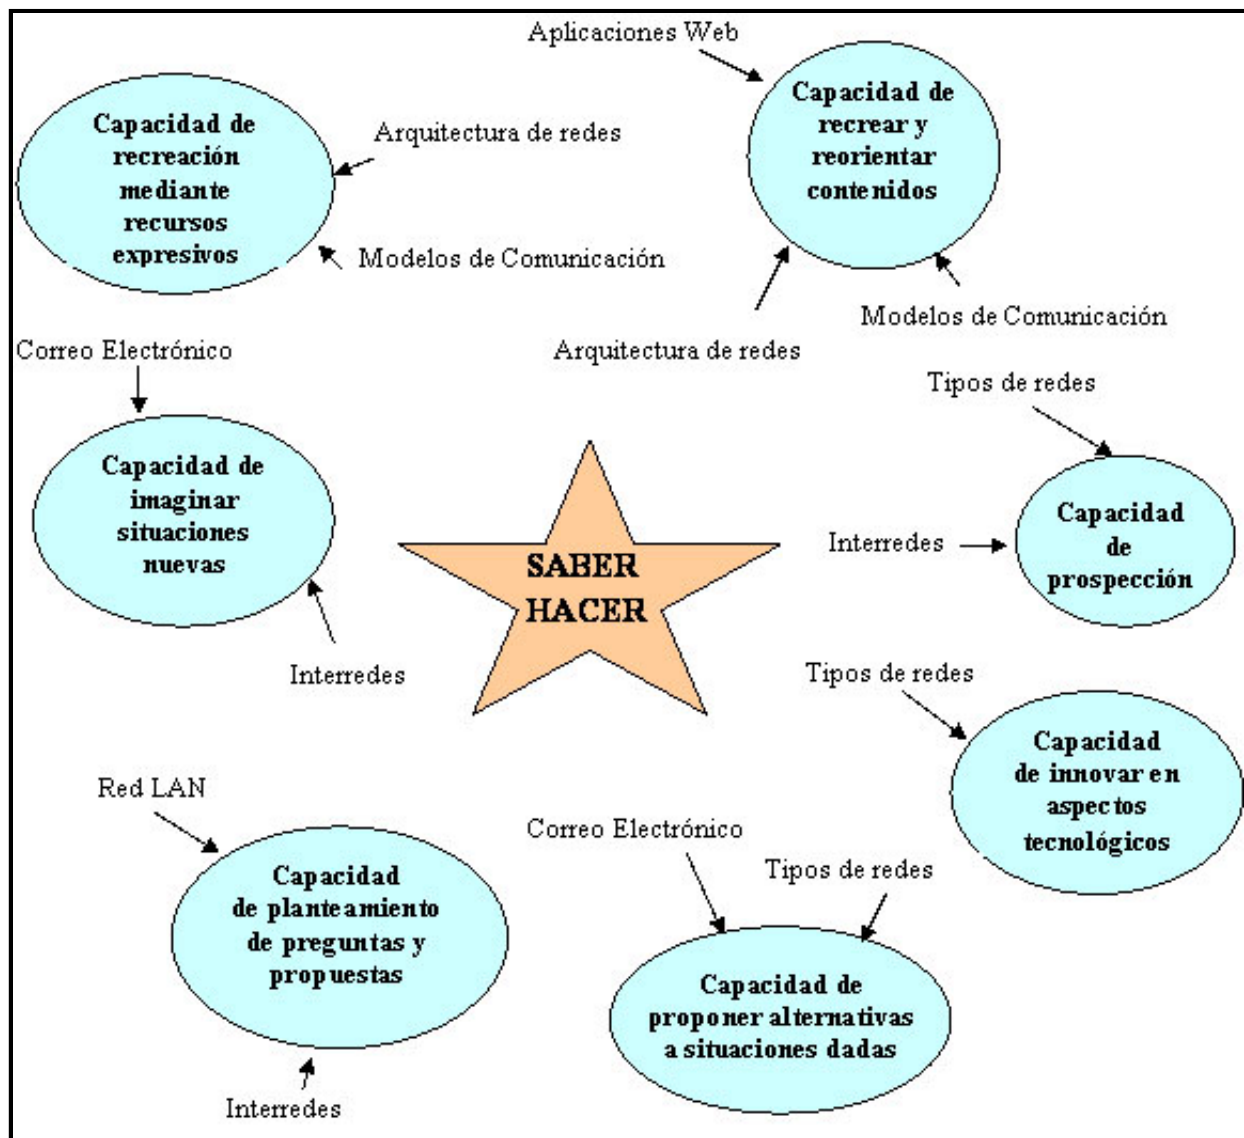 Aplicaciones Web
Capacidad de
recreación
mediante
recursos
expresivos
Arquitectura de redes
Modelos de Comunicación
Capacidad de
recrear y
reorientar
contenidos
Arquitectura de redes
Modelos de Comunicación
Correo Electrónico
Capacidad de
imaginar
situaciones
nuevas
Interredes
SABER
HACER
Tipos de redes
Interredes
Capacidad
de
prospección
Tipos de redes
Capacidad
de innovar en
aspectos
tecnológicos
Red LAN
Capacidad
de planteamiento
de preguntas y
propuestas
Interredes
Correo Electrónico
Tipos de redes
Capacidad de
proponer alternativas
a situaciones dadas